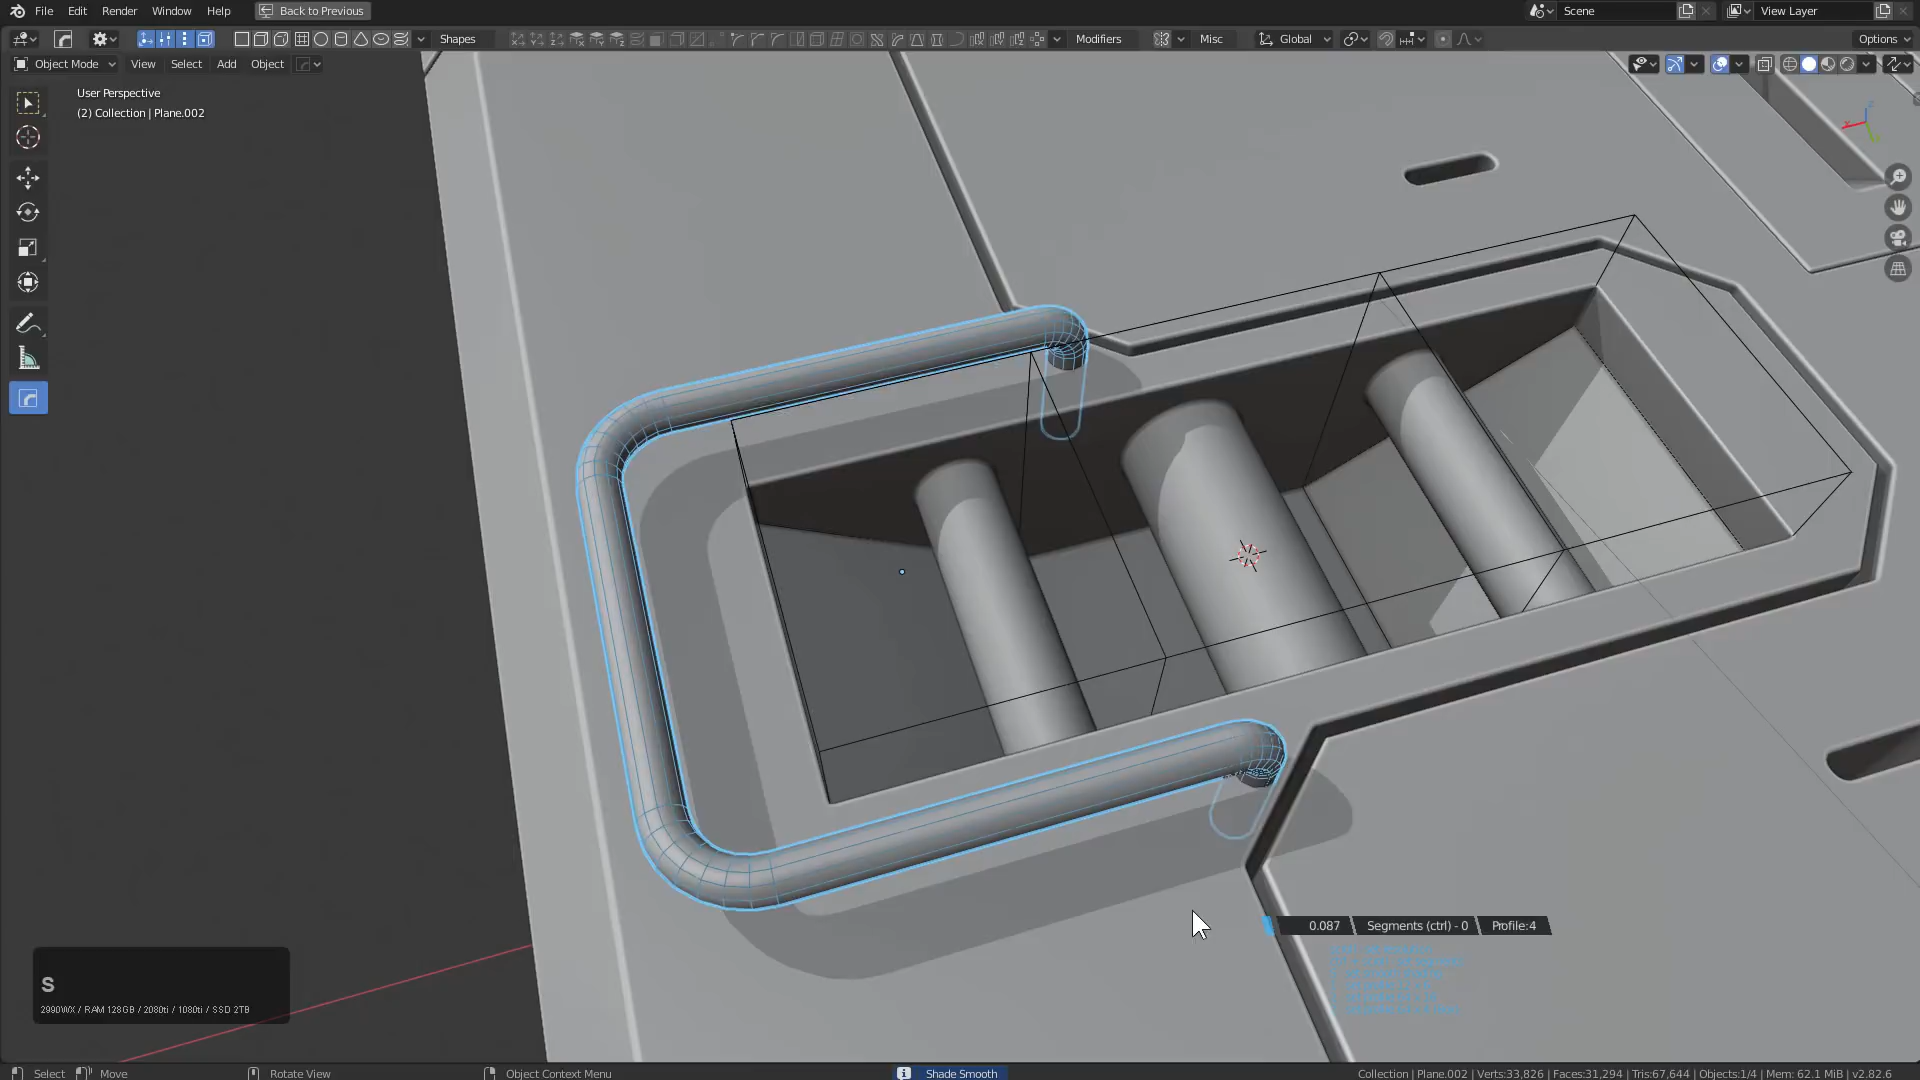 File Edit Render Window Help Back to Previous Scene View Layer
Shapes Modifiers Misc Global Options
Object Mode View Select Add Object
User Perspective
(2) Collection | Plane.002
0.087 Segments (ctrl) - 0 Profile:4
S
2990WX / RAM 128GB / 2080ti / 1080ti / SSD 2TB
Select Move Rotate View Object Context Menu Shade Smooth Collection | Plane.002 | Verts:33,826 | Faces:31,294 | Tris:67,644 | Objects:1/4 | Mem: 62.1 MiB | v2.82.6